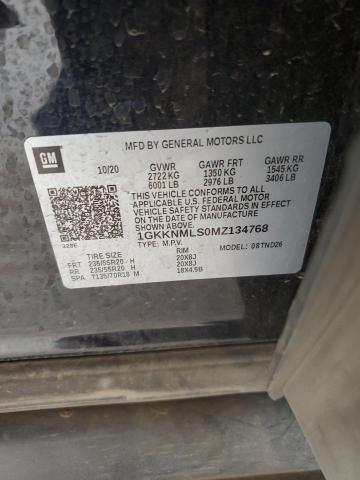 GM
MFD BY GENERAL MOTORS LLC
10/20 GVWR GAWR FRT GAWR RR
2722 KG 1350 KG 1545 KG
6001 LB 2976 LB 3406 LB
THIS VEHICLE CONFORMS TO ALL APPLICABLE
U.S. FEDERAL MOTOR VEHICLE SAFETY AND
THEFT PREVENTION STANDARDS IN EFFECT ON
THE DATE OF MANUFACTURE SHOWN ABOVE.
1GKKNMLS0MZ134768
TYPE: M.P.V. MODEL: 08TND26
TIRE SIZE RIM
FRT 235/55R20 H 20X8J
RR 235/55R20 H 20X8J
SPA T135/70R18 M 18X4.5B